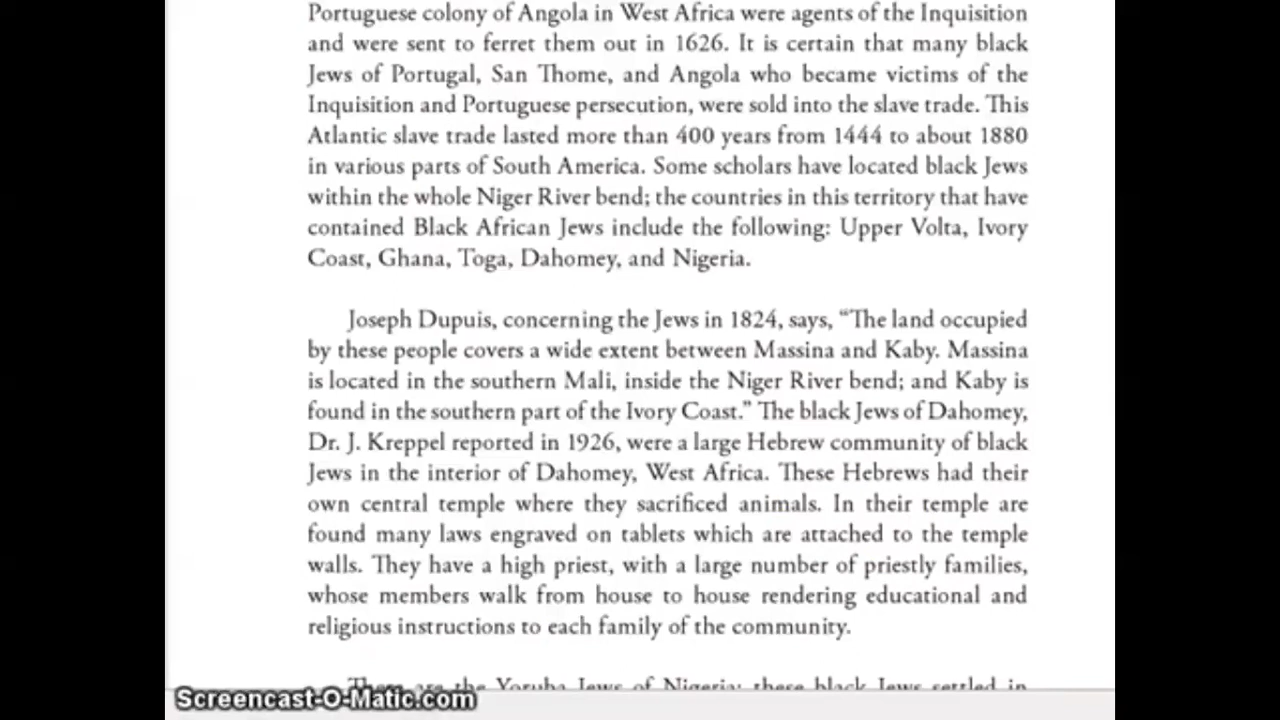 Portuguese colony of Angola in West Africa were agents of the Inquisition
and were sent to ferret them out in 1626. It is certain that many black
Jews of Portugal, San Thome, and Angola who became victims of the
Inquisition and Portuguese persecution, were sold into the slave trade. This
Atlantic slave trade lasted more than 400 years from 1444 to about 1880
in various parts of South America. Some scholars have located black Jews
within the whole Niger River bend; the countries in this territory that have
contained Black African Jews include the following: Upper Volta, Ivory
Coast, Ghana, Toga, Dahomey, and Nigeria.
Joseph Dupuis, concerning the Jews in 1824, says, “The land occupied
by these people covers a wide extent between Massina and Kaby. Massina
is located in the southern Mali, inside the Niger River bend; and Kaby is
found in the southern part of the Ivory Coast.” The black Jews of Dahomey,
Dr. J. Kreppel reported in 1926, were a large Hebrew community of black
Jews in the interior of Dahomey, West Africa. These Hebrews had their
own central temple where they sacrificed animals. In their temple are
found many laws engraved on tablets which are attached to the temple
walls. They have a high priest, with a large number of priestly families,
whose members walk from house to house rendering educational and
religious instructions to each family of the community.
There are the Yoruba Jews of Nigeria; these black Jews settled in
Screencast-O-Matic.com